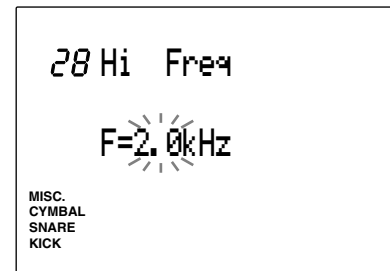 28 Hi Freq
F=2.0kHz
MISC.
CYMBAL
SNARE
KICK